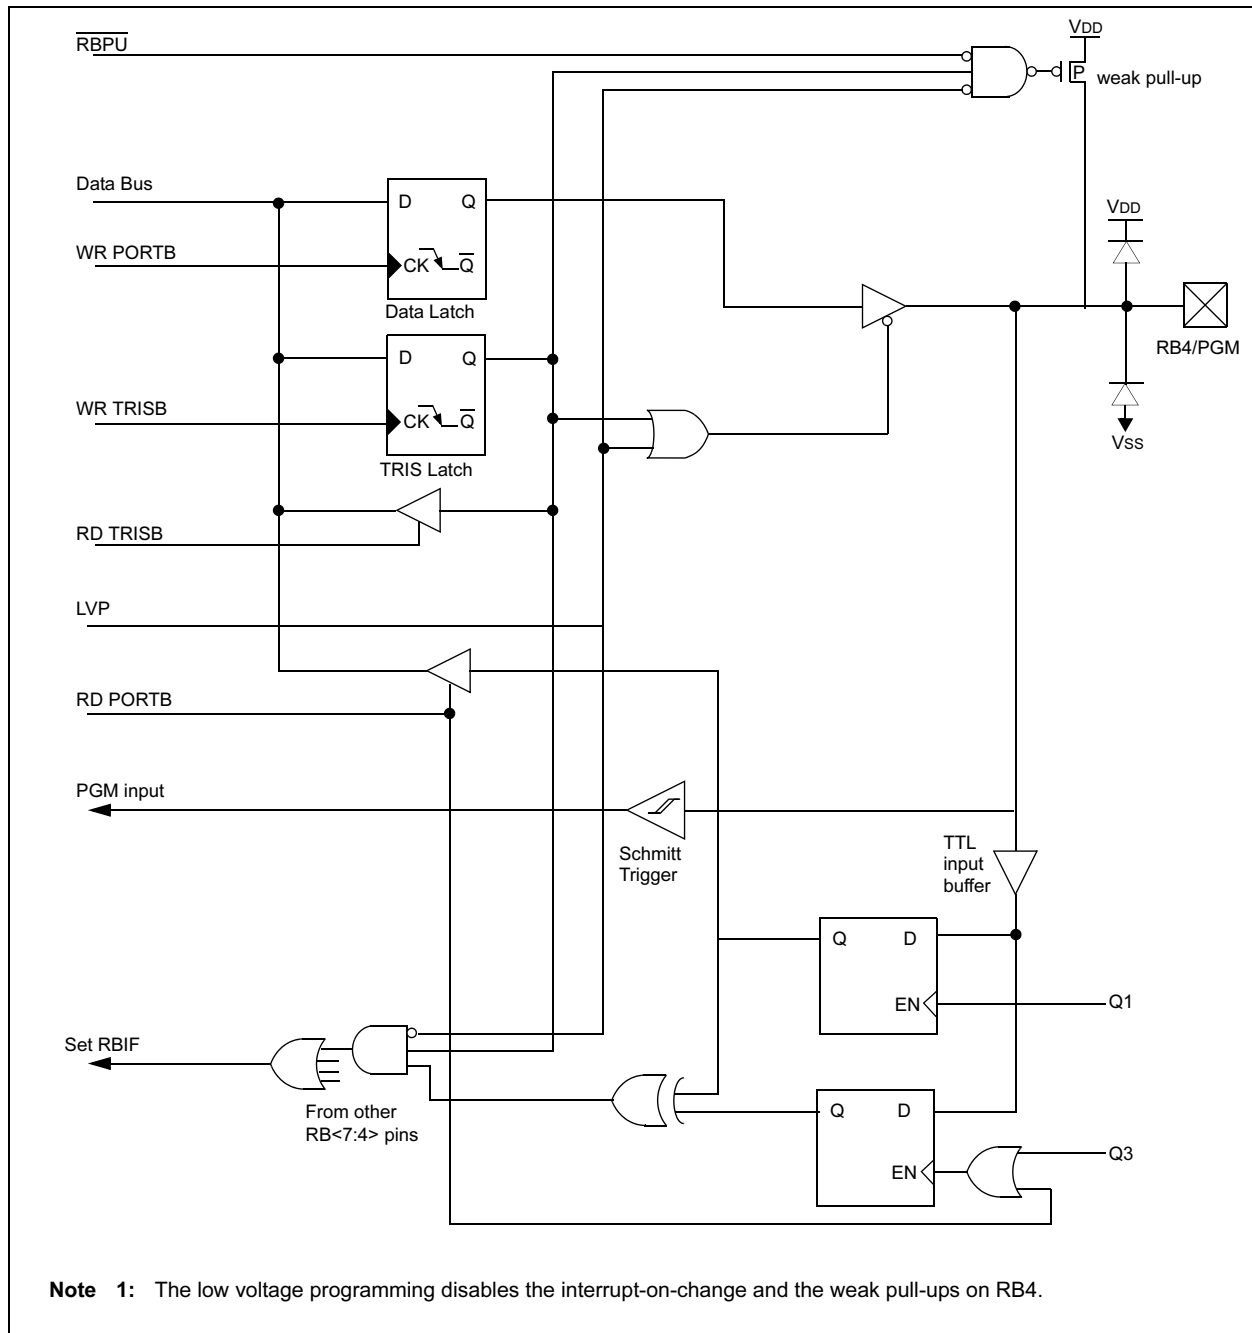 RBPU
VDD
P
weak pull-up
Data Bus
D Q
VDD
WR PORTB
CK Q
Data Latch
RB4/PGM
D Q
WR TRISB
CK Q
VSS
TRIS Latch
RD TRISB
LVP
RD PORTB
PGM input
Schmitt
Trigger
TTL
input
buffer
Q D
EN
Q1
Set RBIF
From other
RB<7:4> pins
Q D
EN
Q3
Note 1: The low voltage programming disables the interrupt-on-change and the weak pull-ups on RB4.